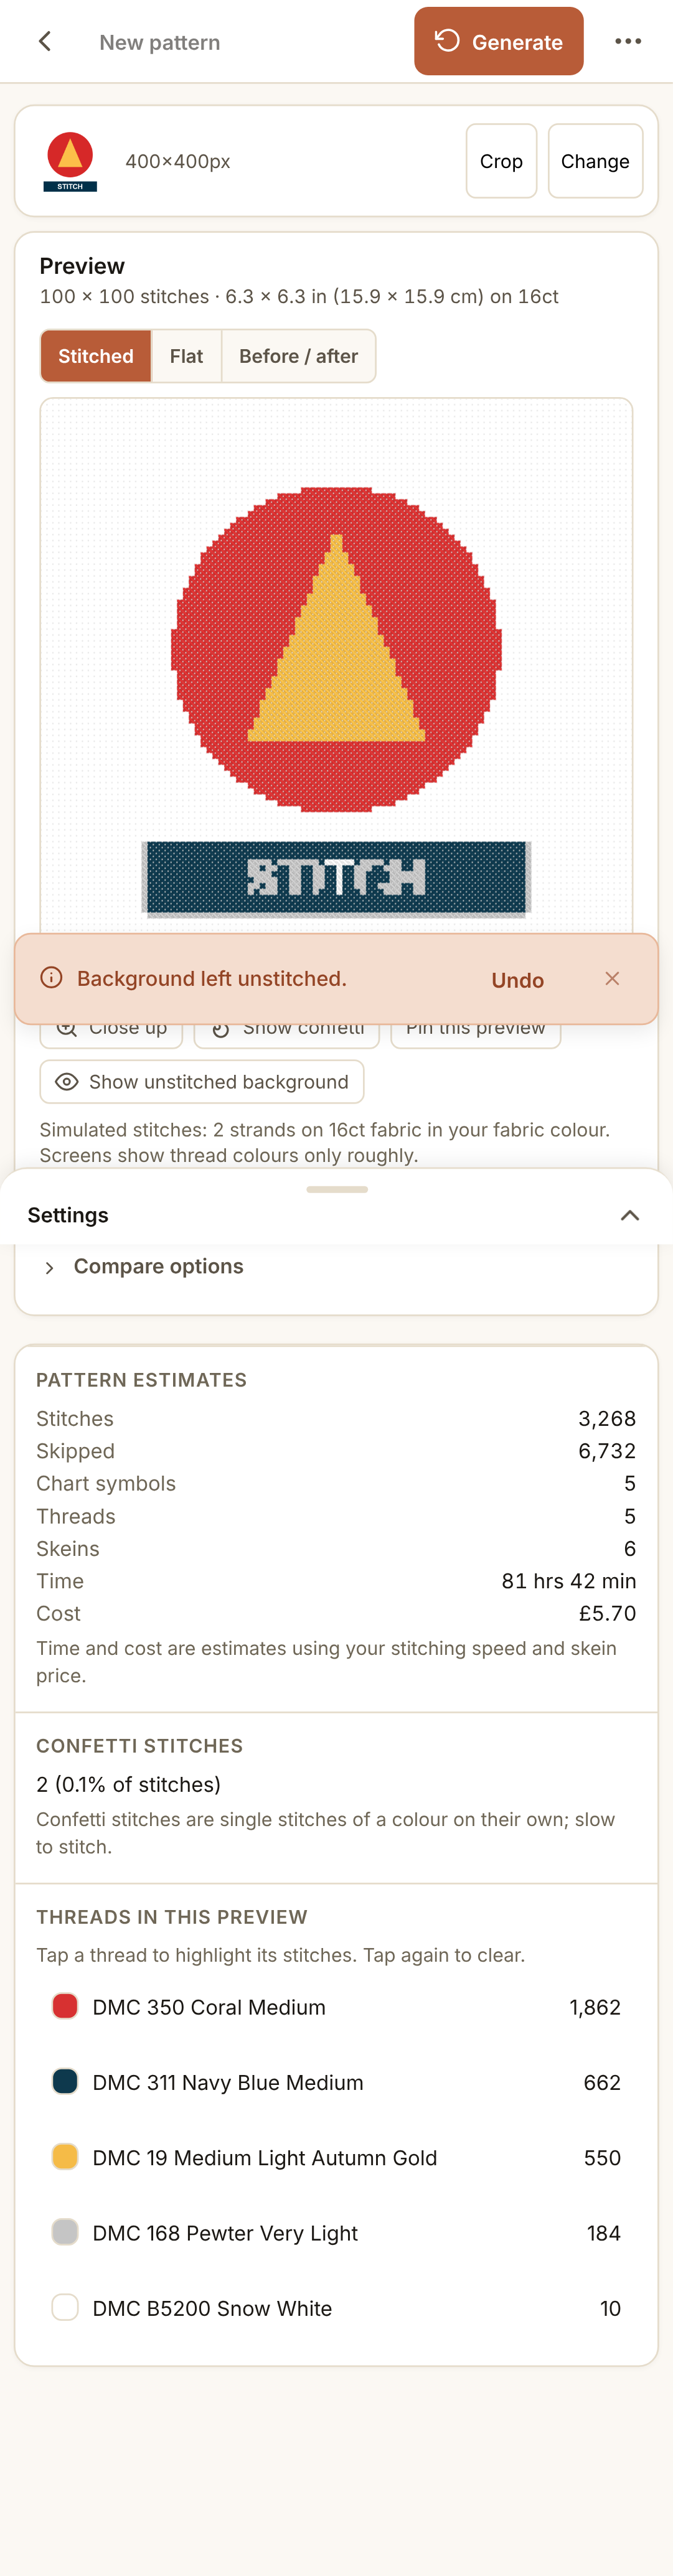 New pattern
Generate
STITCH
400×400px
Crop
Change
Preview
100 × 100 stitches · 6.3 × 6.3 in (15.9 × 15.9 cm) on 16ct
Stitched
Flat
Before / after
STITCH
Background left unstitched.
Undo
Close up
Show confetti
Pin this preview
Show unstitched background
Simulated stitches: 2 strands on 16ct fabric in your fabric colour.
Screens show thread colours only roughly.
Settings
Compare options
PATTERN ESTIMATES
Stitches 3,268
Skipped 6,732
Chart symbols 5
Threads 5
Skeins 6
Time 81 hrs 42 min
Cost £5.70
Time and cost are estimates using your stitching speed and skein
price.
CONFETTI STITCHES
2 (0.1% of stitches)
Confetti stitches are single stitches of a colour on their own; slow
to stitch.
THREADS IN THIS PREVIEW
Tap a thread to highlight its stitches. Tap again to clear.
DMC 350 Coral Medium 1,862
DMC 311 Navy Blue Medium 662
DMC 19 Medium Light Autumn Gold 550
DMC 168 Pewter Very Light 184
DMC B5200 Snow White 10